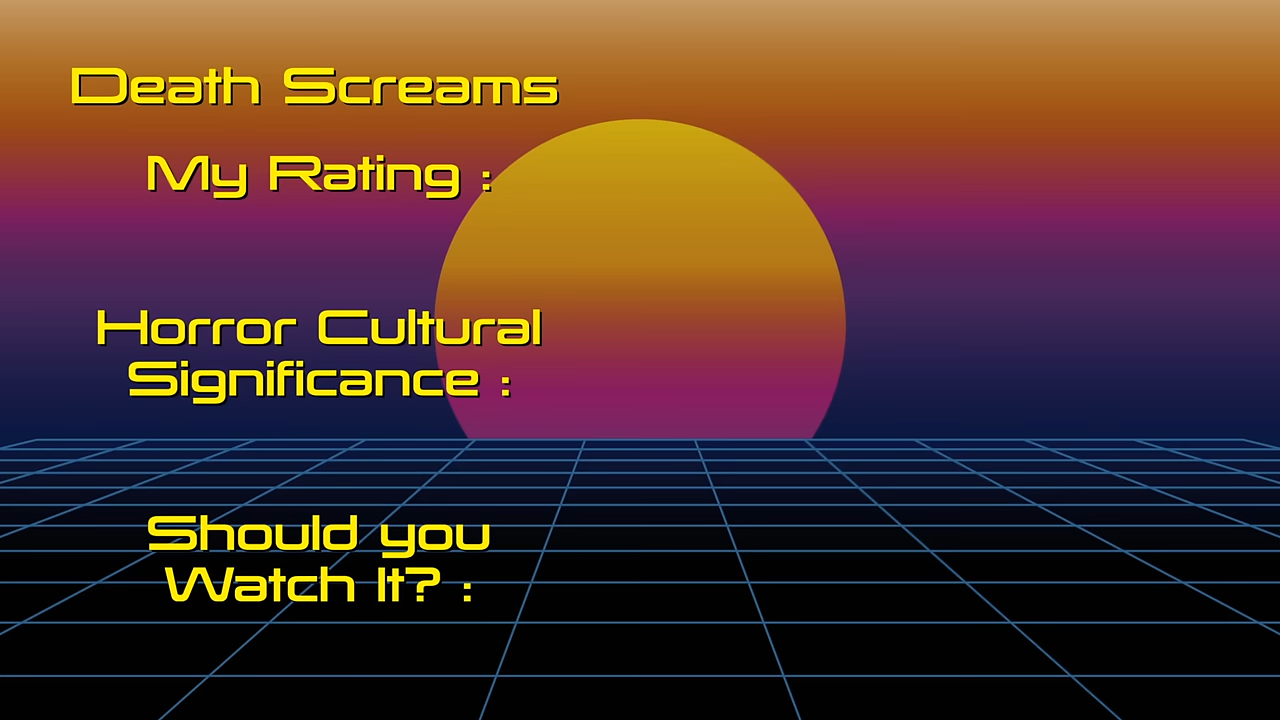 Death Screams
My Rating :
Horror Cultural
Significance :
Should you
Watch It? :